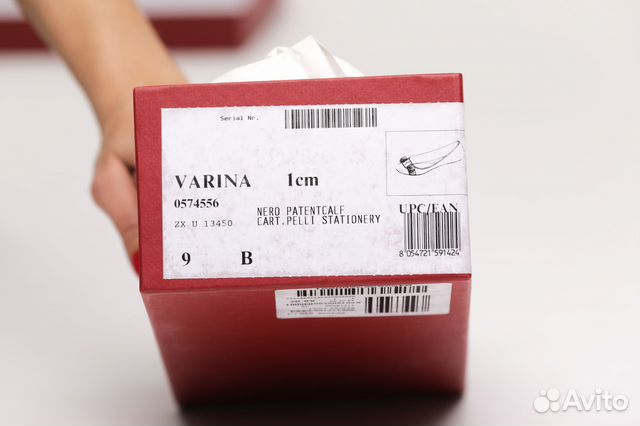 Serial Nr.
VARINA 1cm
0574556
NERO PATENTCALF
ZX U 13450 CART.PELLI STATIONERY
UPC/EAN
8 054721 591424
9 B
Avito